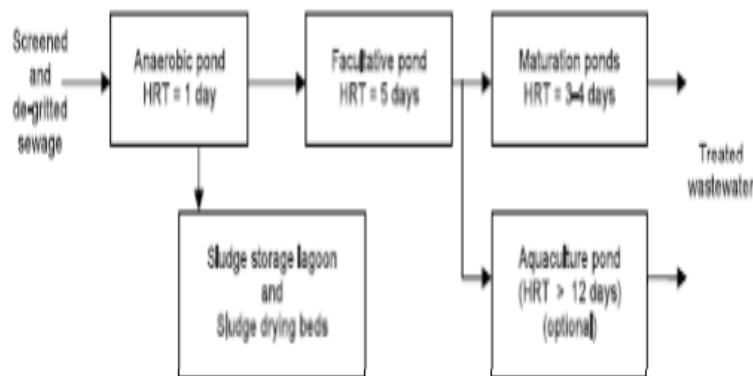 Screened
and
de-gritted
sewage
Anaerobic pond
HRT = 1 day
Facultative pond
HRT = 5 days
Maturation ponds
HRT = 3-4 days
Treated
wastewater
Sludge storage lagoon
and
Sludge drying beds
Aquaculture pond
(HRT > 12 days)
(optional)